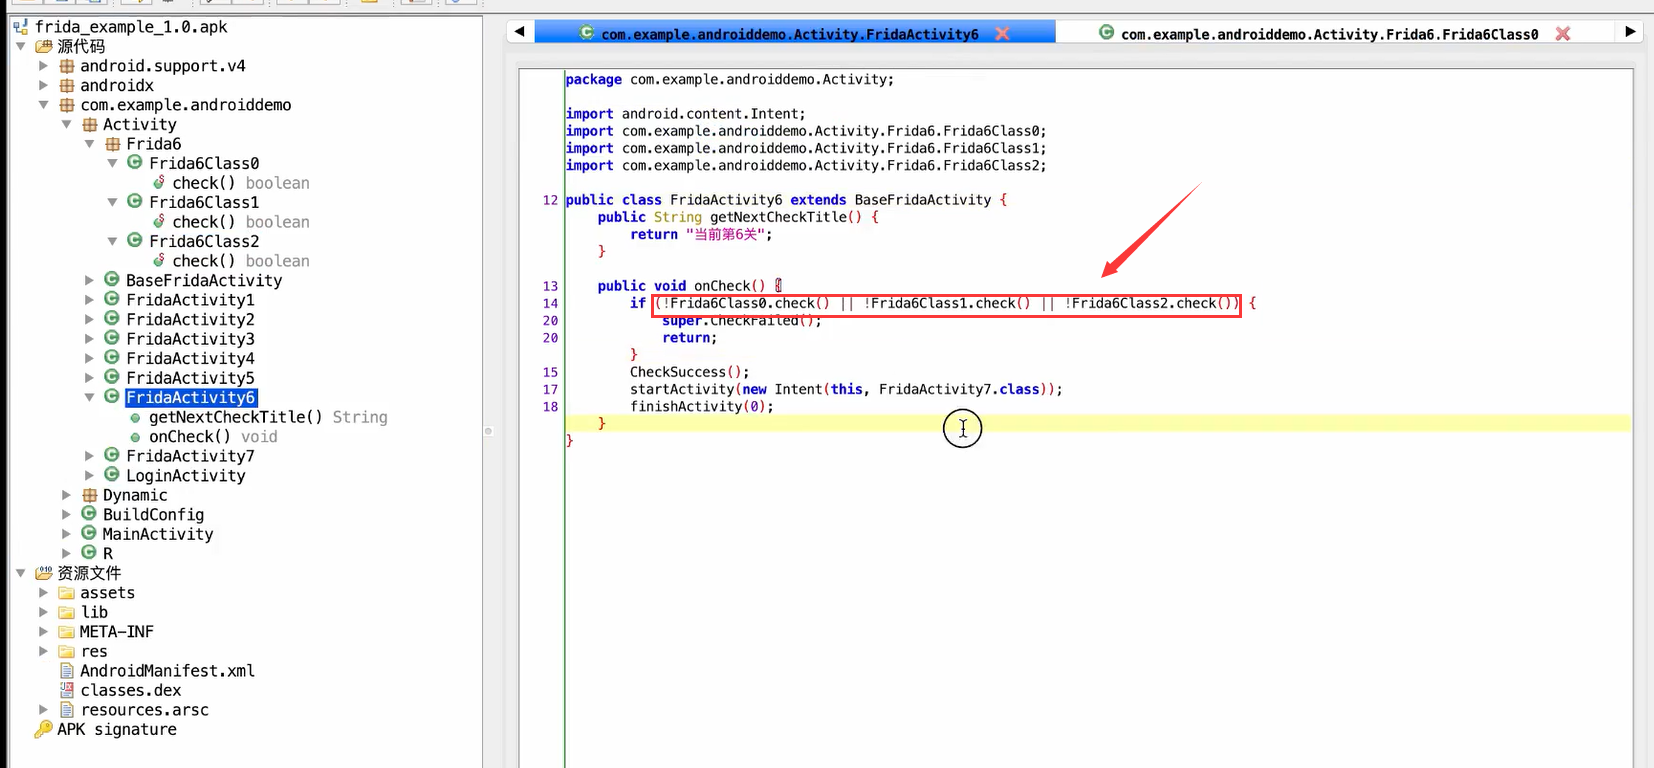 frida_example_1.0.apk
源代码
android.support.v4
androidx
com.example.androiddemo
Activity
Frida6
Frida6Class0
check() boolean
Frida6Class1
check() boolean
Frida6Class2
check() boolean
BaseFridaActivity
FridaActivity1
FridaActivity2
FridaActivity3
FridaActivity4
FridaActivity5
FridaActivity6
getNextCheckTitle() String
onCheck() void
FridaActivity7
LoginActivity
Dynamic
BuildConfig
MainActivity
R
资源文件
assets
lib
META-INF
res
AndroidManifest.xml
classes.dex
resources.arsc
APK signature
com.example.androiddemo.Activity.FridaActivity6
com.example.androiddemo.Activity.Frida6.Frida6Class0
package com.example.androiddemo.Activity;
import android.content.Intent;
import com.example.androiddemo.Activity.Frida6.Frida6Class0;
import com.example.androiddemo.Activity.Frida6.Frida6Class1;
import com.example.androiddemo.Activity.Frida6.Frida6Class2;
12 public class FridaActivity6 extends BaseFridaActivity {
public String getNextCheckTitle() {
return "当前第6关";
}
13 public void onCheck() {
14 if (!Frida6Class0.check() || !Frida6Class1.check() || !Frida6Class2.check()) {
20 super.CheckFailed();
20 return;
}
15 CheckSuccess();
17 startActivity(new Intent(this, FridaActivity7.class));
18 finishActivity(0);
}
}